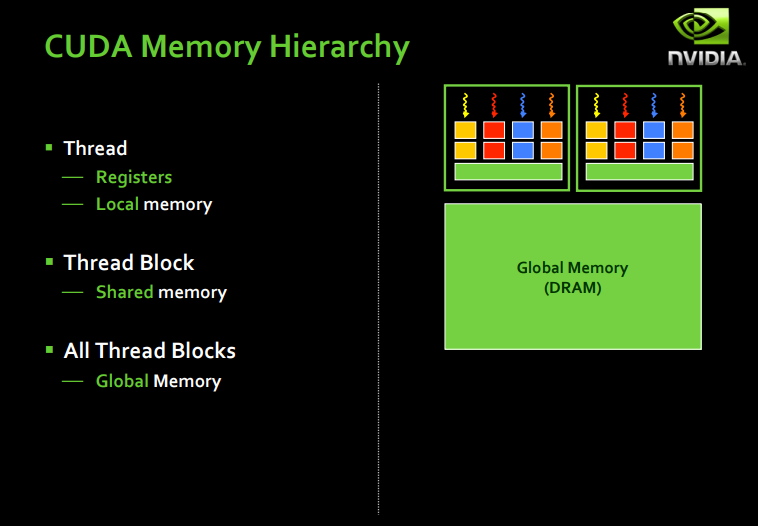 CUDA Memory Hierarchy
NVIDIA.
Thread
— Registers
— Local memory
Thread Block
— Shared memory
All Thread Blocks
— Global Memory
Global Memory
(DRAM)